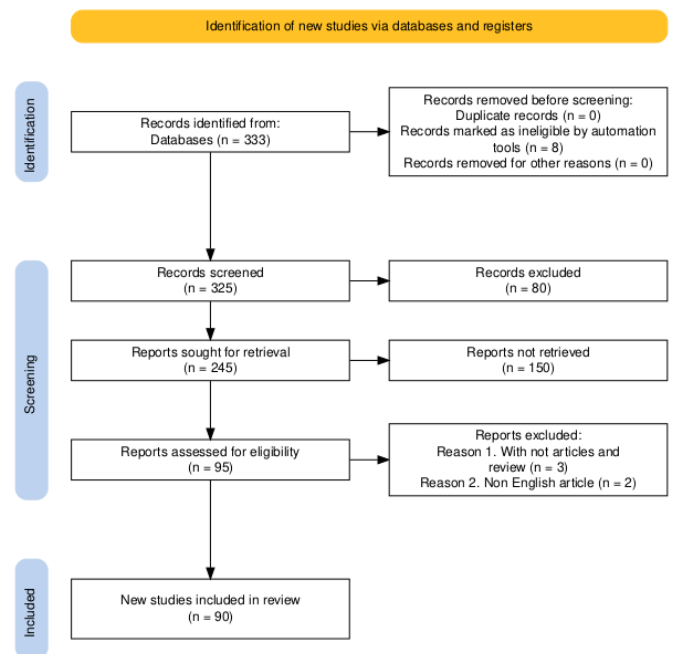 Identification of new studies via databases and registers
Identification
Records identified from:
Databases (n = 333)
Records removed before screening:
Duplicate records (n = 0)
Records marked as ineligible by automation
tools (n = 8)
Records removed for other reasons (n = 0)
Screening
Records screened
(n = 325)
Records excluded
(n = 80)
Reports sought for retrieval
(n = 245)
Reports not retrieved
(n = 150)
Reports assessed for eligibility
(n = 95)
Reports excluded:
Reason 1. With not articles and
review (n = 3)
Reason 2. Non English article (n = 2)
Included
New studies included in review
(n = 90)